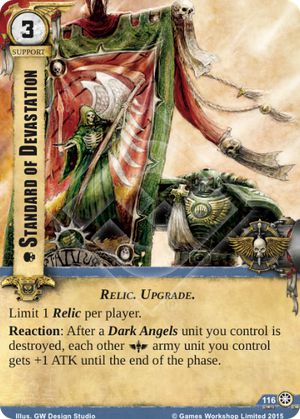 3
SUPPORT
STANDARD OF DEVASTATION
RELIC. UPGRADE.
Limit 1 Relic per player.
Reaction: After a Dark Angels unit you control is
destroyed, each other army unit you control
gets +1 ATK until the end of the phase.
116
Illus. GW Design Studio
© Games Workshop Limited 2015